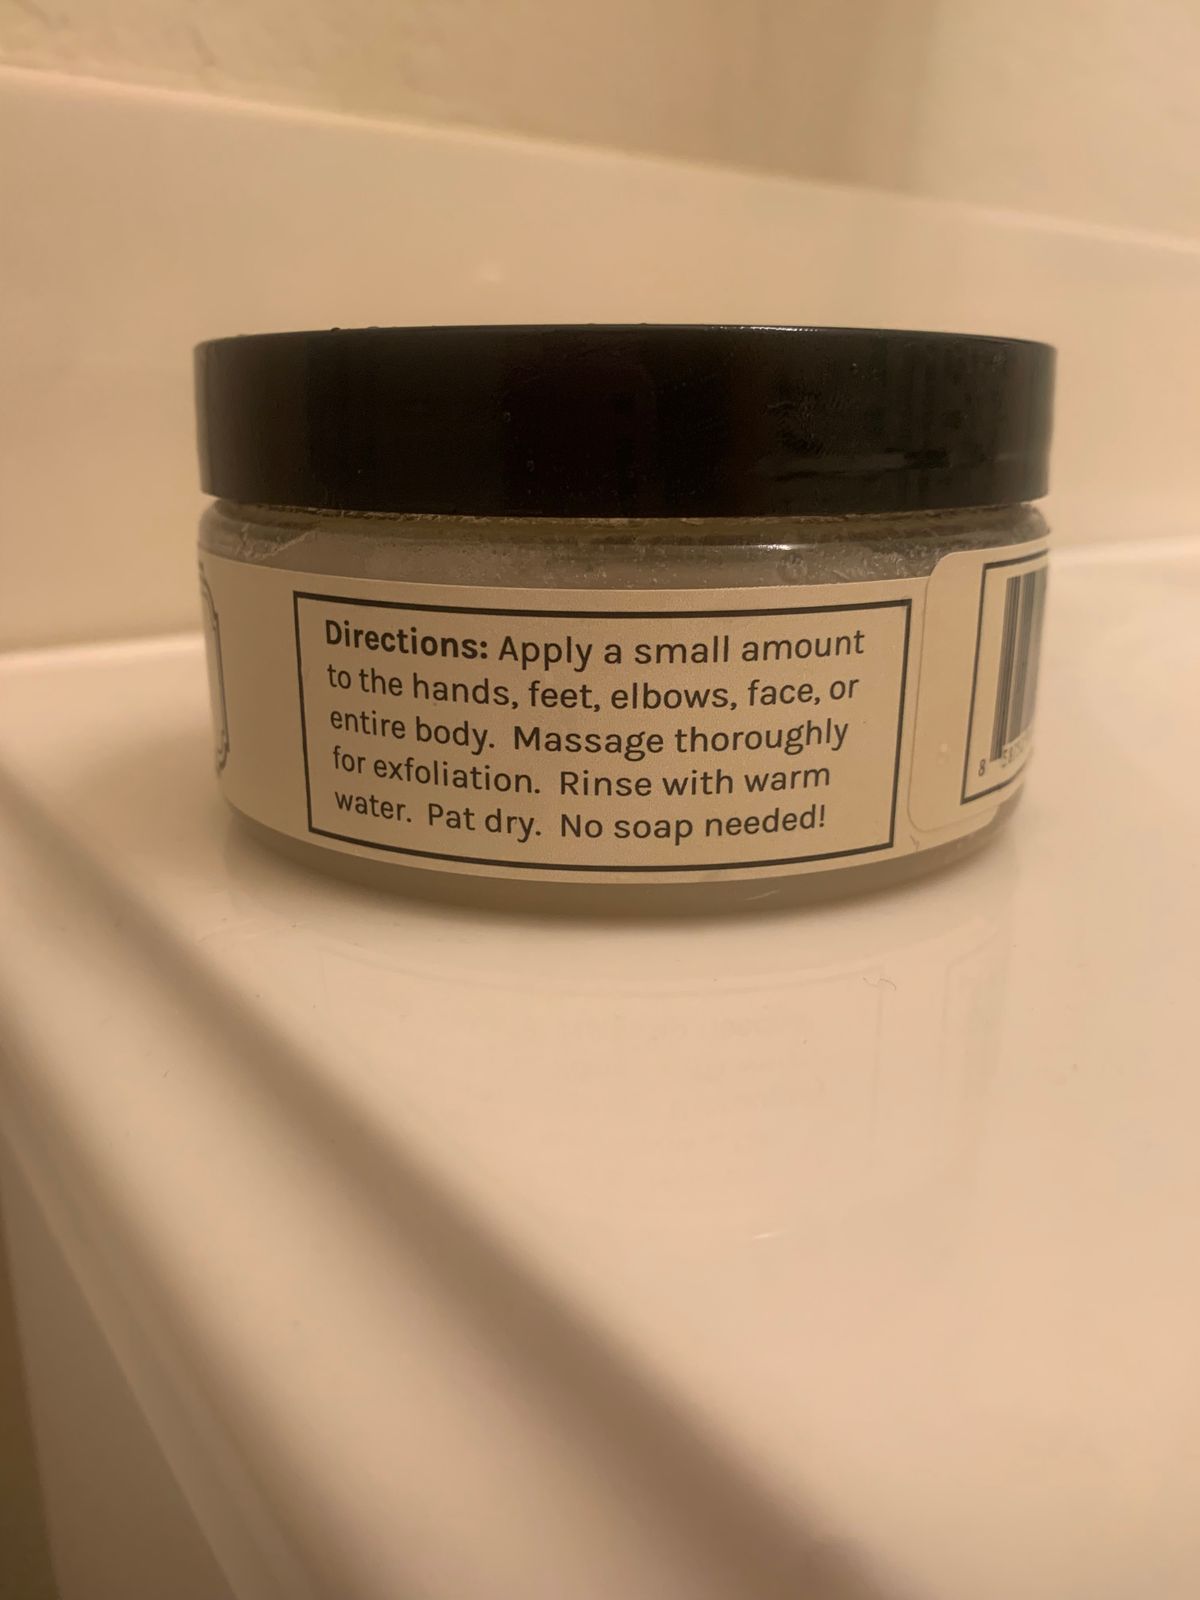 Directions: Apply a small amount
to the hands, feet, elbows, face, or
entire body. Massage thoroughly
for exfoliation. Rinse with warm
water. Pat dry. No soap needed!
8